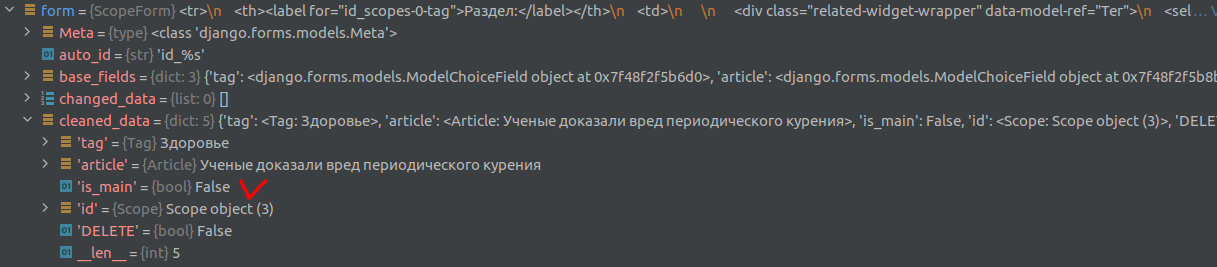 form = {ScopeForm} <tr>\n <th><label for="id_scopes-0-tag">Раздел:</label></th>\n <td>\n \n <div class="related-widget-wrapper" data-model-ref="Тег">\n <sel... V
Meta = {type} <class 'django.forms.models.Meta'>
auto_id = {str} 'id_%s'
base_fields = {dict: 3} {'tag': <django.forms.models.ModelChoiceField object at 0x7f48f2f5b6d0>, 'article': <django.forms.models.ModelChoiceField object at 0x7f48f2f5b8b
changed_data = {list: 0} []
cleaned_data = {dict: 5} {'tag': <Tag: Здоровье>, 'article': <Article: Ученые доказали вред периодического курения>, 'is_main': False, 'id': <Scope: Scope object (3)>, 'DELE
'tag' = {Tag} Здоровье
'article' = {Article} Ученые доказали вред периодического курения
'is_main' = {bool} False
'id' = {Scope} Scope object (3)
'DELETE' = {bool} False
__len__ = {int} 5